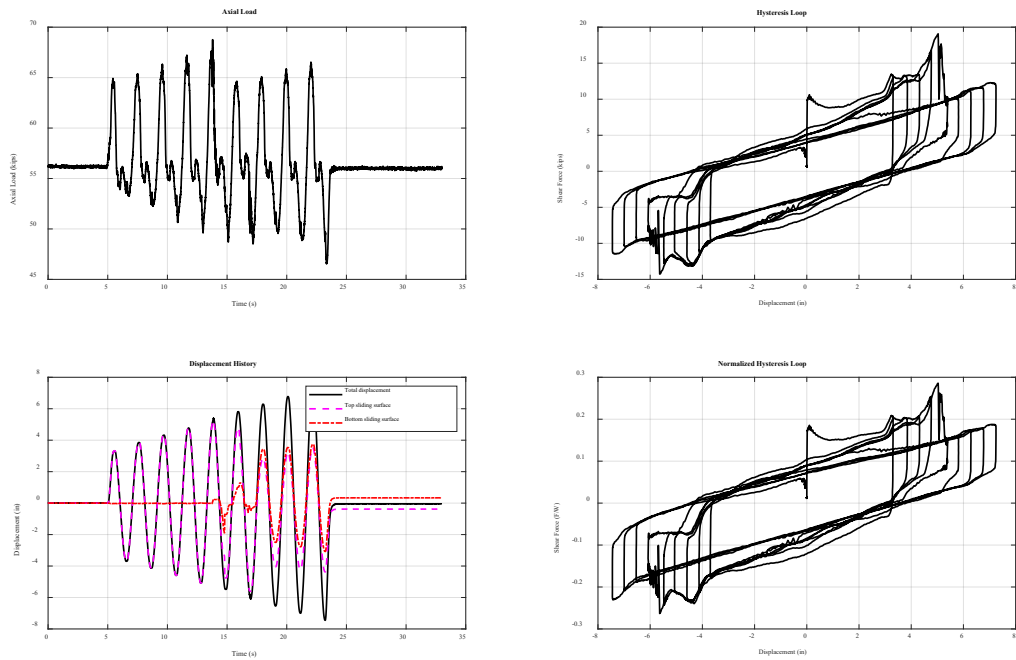 Axial Load
70
65
60
55
50
45
Axial Load (kips)
0 5 10 15 20 25 30 35
Time (s)
Hysteresis Loop
20
15
10
5
0
-5
-10
-15
Shear Force (kips)
-8 -6 -4 -2 0 2 4 6 8
Displacement (in)
Displacement History
8
6
4
2
0
-2
-4
-6
-8
Displacement (in)
Total displacement
Top sliding surface
Bottom sliding surface
0 5 10 15 20 25 30 35
Time (s)
Normalized Hysteresis Loop
0.3
0.2
0.1
0
-0.1
-0.2
-0.3
Shear Force (F/W)
-8 -6 -4 -2 0 2 4 6 8
Displacement (in)